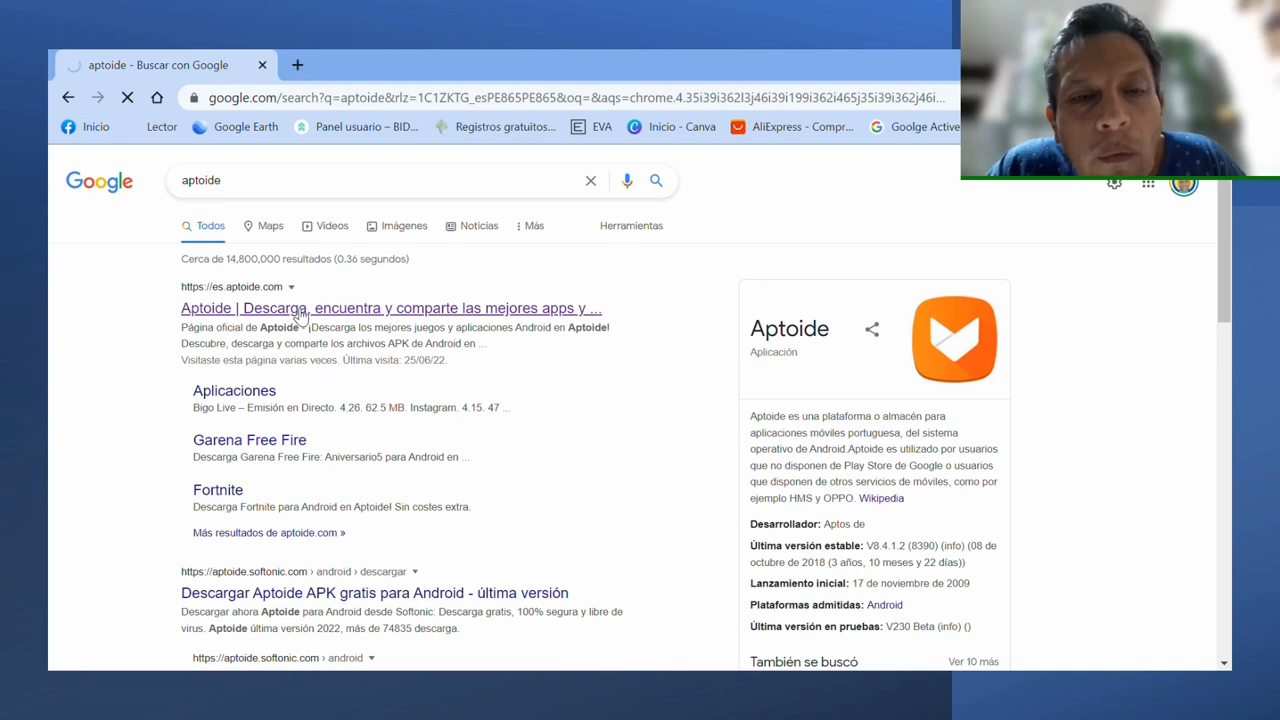 aptoide - Buscar con Google
google.com/search?q=aptoide&rlz=1C1ZKTG_esPE865PE865&oq=&aqs=chrome.4.35i39i362l3j46i39i199i362i465j35i39i362j46i...
Inicio Lector Google Earth Panel usuario – BID... Registros gratuitos... EVA Inicio - Canva AliExpress - Compr... Goolge Active
Google aptoide
Todos Maps Videos Imágenes Noticias Más Herramientas
Cerca de 14,800,000 resultados (0.36 segundos)
https://es.aptoide.com
Aptoide | Descarga, encuentra y comparte las mejores apps y ...
Página oficial de Aptoide ¡Descarga los mejores juegos y aplicaciones Android en Aptoide!
Descubre, descarga y comparte los archivos APK de Android en ...
Visitaste esta página varias veces. Última visita: 25/06/22.
Aplicaciones
Bigo Live – Emisión en Directo. 4.26. 62.5 MB. Instagram. 4.15. 47 ...
Garena Free Fire
Descarga Garena Free Fire: Aniversario5 para Android en ...
Fortnite
Descarga Fortnite para Android en Aptoide! Sin costes extra.
Más resultados de aptoide.com »
https://aptoide.softonic.com › android › descargar
Descargar Aptoide APK gratis para Android - última versión
Descargar ahora Aptoide para Android desde Softonic: Descarga gratis, 100% segura y libre de
virus. Aptoide última versión 2022, más de 74835 descarga.
https://aptoide.softonic.com › android
Aptoide
Aplicación
Aptoide es una plataforma o almacén para
aplicaciones móviles portuguesa, del sistema
operativo de Android.Aptoide es utilizado por usuarios
que no disponen de Play Store de Google o usuarios
que disponen de otros servicios de móviles, como por
ejemplo HMS y OPPO. Wikipedia
Desarrollador: Aptos de
Última versión estable: V8.4.1.2 (8390) (info) (08 de
octubre de 2018 (3 años, 10 meses y 22 días))
Lanzamiento inicial: 17 de noviembre de 2009
Plataformas admitidas: Android
Última versión en pruebas: V230 Beta (info) ()
También se buscó Ver 10 más